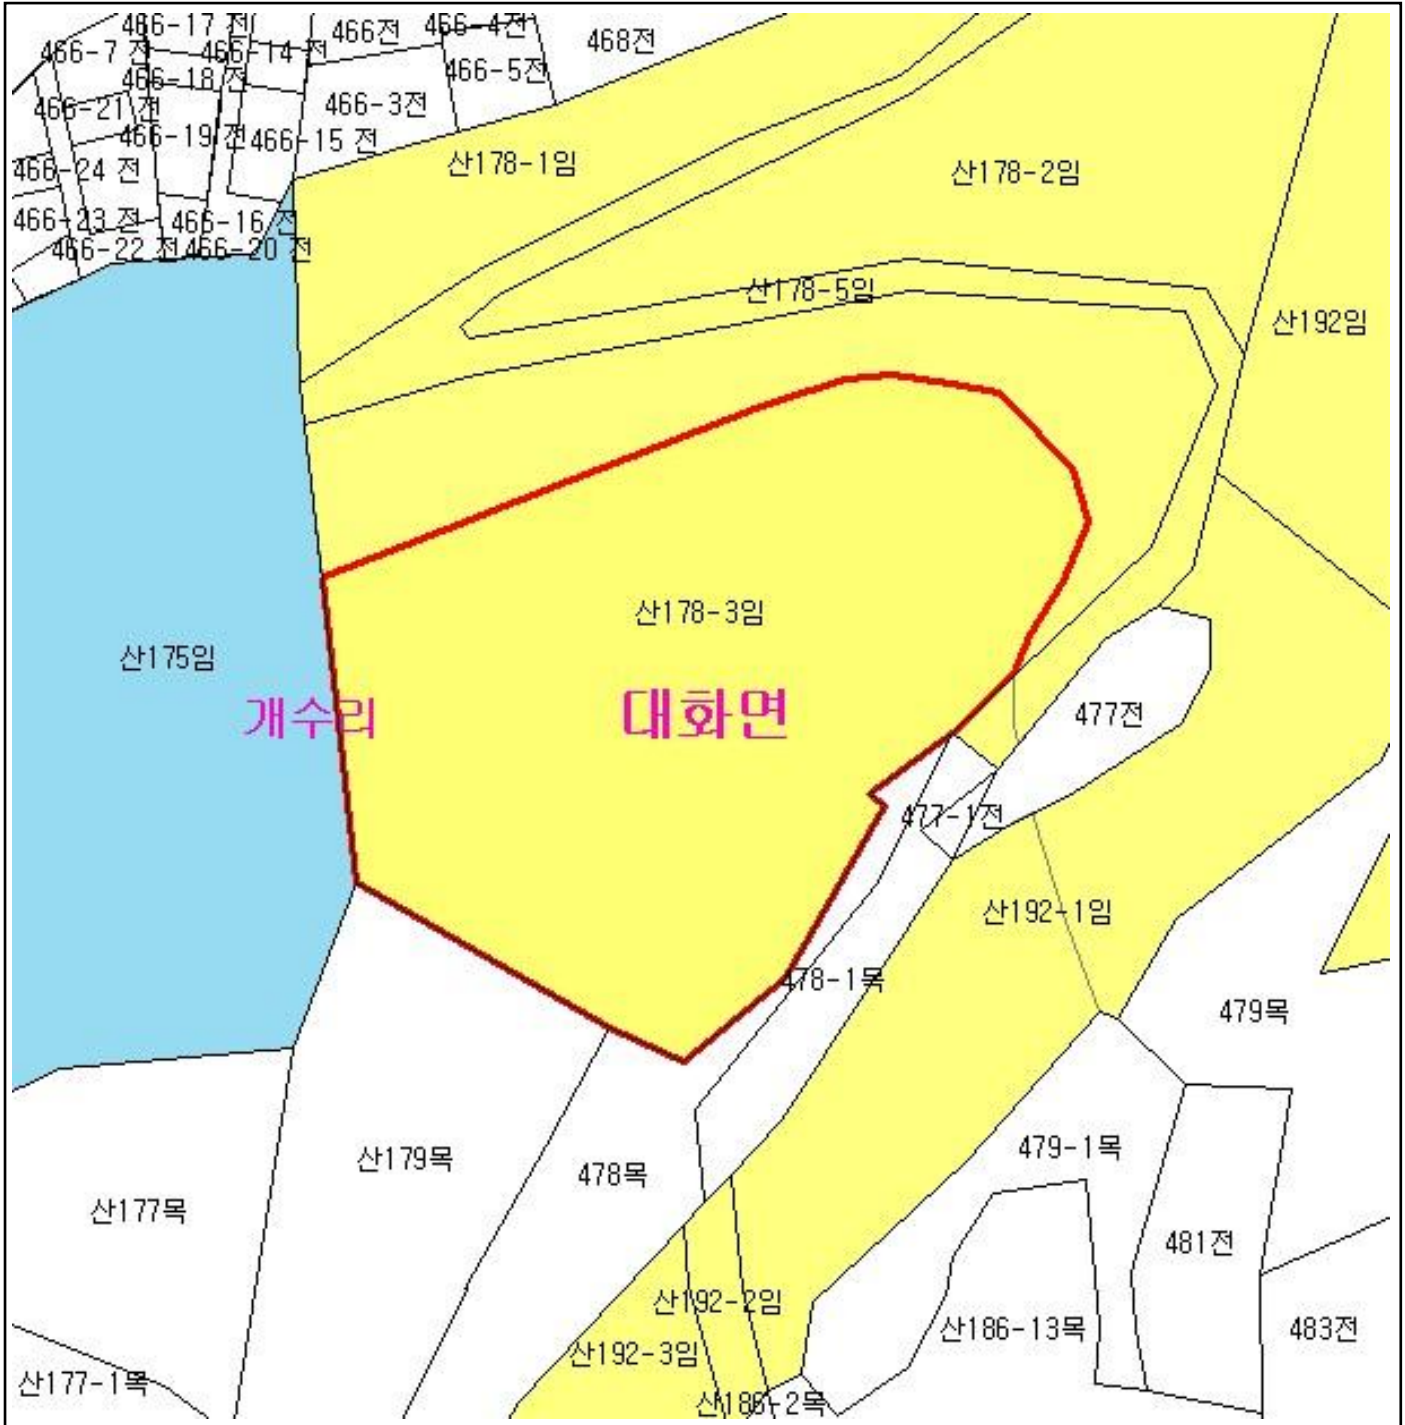 466-17 전
466전
466-4전
468전
466-7 전
466-14 전
466-18 전
466-5전
466-21 전
466-3전
466-19 전
466-15 전
466-24 전
산178-1임
산178-2임
466-23 전
466-16 전
466-22 전
466-20 전
산178-5임
산192임
산178-3임
산175임
개수리
대화면
477전
477-1전
산192-1임
478-1목
479목
479-1목
산179목
478목
산177목
481전
산192-2임
산186-13목
483전
산192-3임
산177-1목
산186-2목